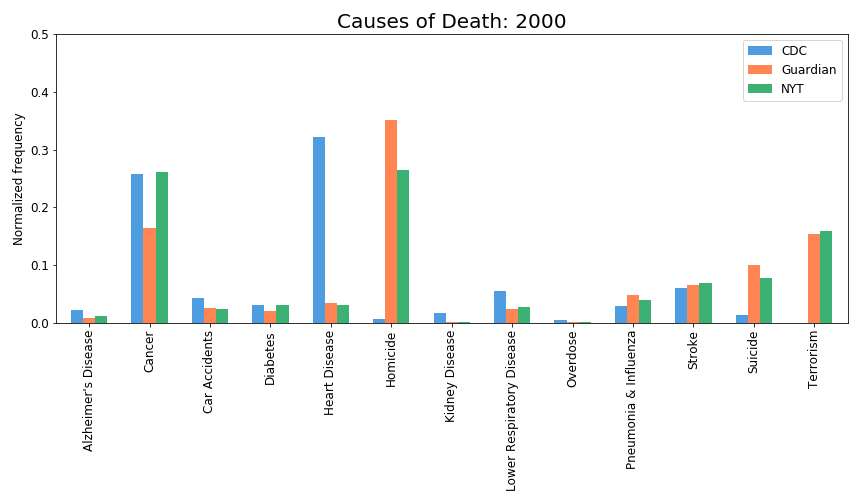 Causes of Death: 2000
0.5
0.4
0.3
0.2
0.1
0.0
Normalized frequency
CDC
Guardian
NYT
Alzheimer's Disease
Cancer
Car Accidents
Diabetes
Heart Disease
Homicide
Kidney Disease
Lower Respiratory Disease
Overdose
Pneumonia & Influenza
Stroke
Suicide
Terrorism